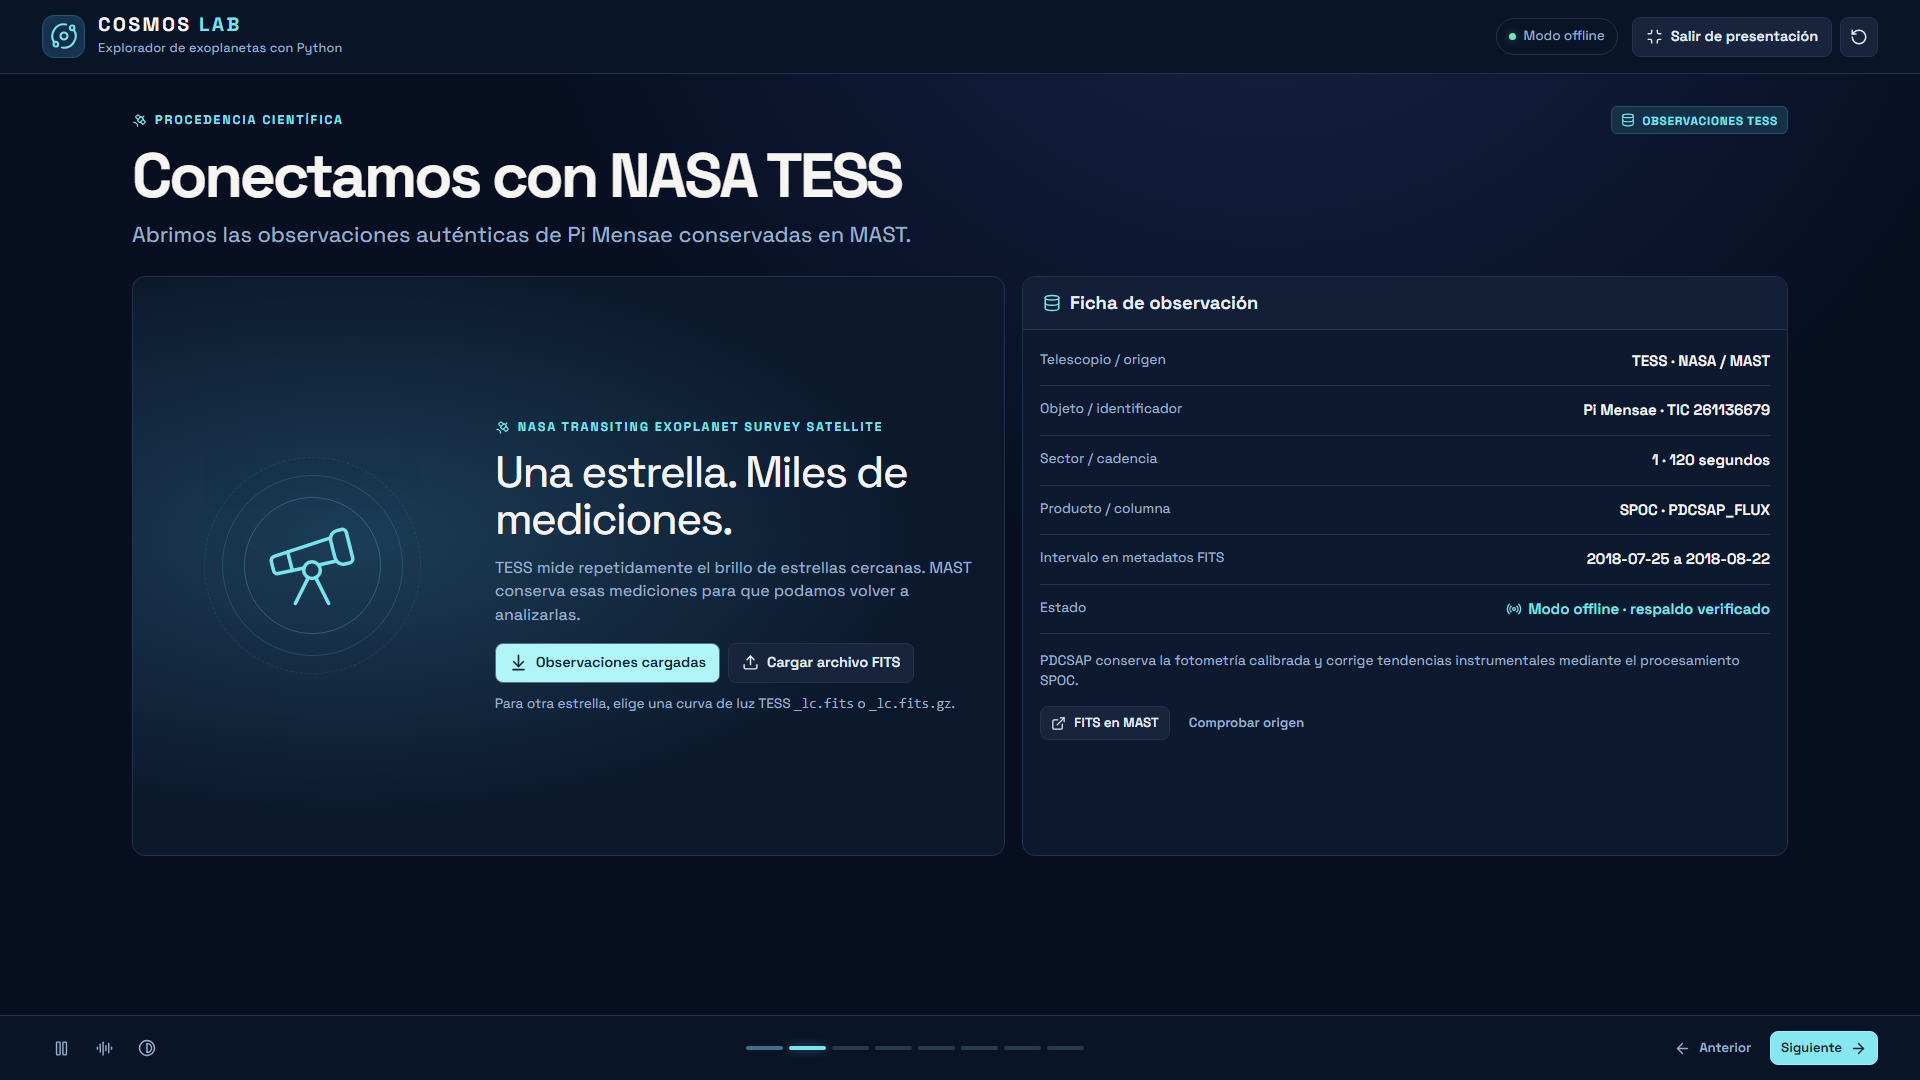 COSMOS LAB
Explorador de exoplanetas con Python
Modo offline
Salir de presentación
PROCEDENCIA CIENTÍFICA
OBSERVACIONES TESS
Conectamos con NASA TESS
Abrimos las observaciones auténticas de Pi Mensae conservadas en MAST.
NASA TRANSITING EXOPLANET SURVEY SATELLITE
Una estrella. Miles de
mediciones.
TESS mide repetidamente el brillo de estrellas cercanas. MAST
conserva esas mediciones para que podamos volver a
analizarlas.
Observaciones cargadas
Cargar archivo FITS
Para otra estrella, elige una curva de luz TESS _lc.fits o _lc.fits.gz.
Ficha de observación
Telescopio / origen
TESS · NASA / MAST
Objeto / identificador
Pi Mensae · TIC 261136679
Sector / cadencia
1 · 120 segundos
Producto / columna
SPOC · PDCSAP_FLUX
Intervalo en metadatos FITS
2018-07-25 a 2018-08-22
Estado
Modo offline · respaldo verificado
PDCSAP conserva la fotometría calibrada y corrige tendencias instrumentales mediante el procesamiento
SPOC.
FITS en MAST
Comprobar origen
Anterior
Siguiente